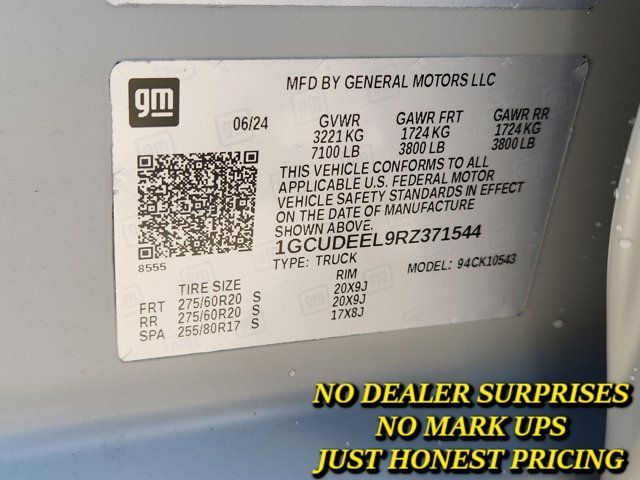 gm
MFD BY GENERAL MOTORS LLC
06/24 GVWR GAWR FRT GAWR RR
3221 KG 1724 KG 1724 KG
7100 LB 3800 LB 3800 LB
THIS VEHICLE CONFORMS TO ALL
APPLICABLE U.S. FEDERAL MOTOR
VEHICLE SAFETY STANDARDS IN EFFECT
ON THE DATE OF MANUFACTURE
1GCUDEEL9RZ371544
8555
TYPE: TRUCK MODEL: 94CK10543
TIRE SIZE RIM
FRT 275/60R20 S 20X9J
RR 275/60R20 S 20X9J
SPA 255/80R17 S 17X8J
NO DEALER SURPRISES
NO MARK UPS
JUST HONEST PRICING